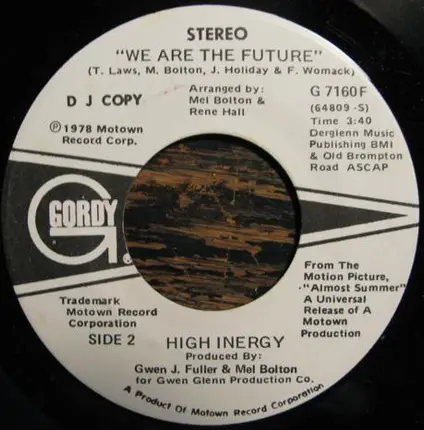 STEREO
"WE ARE THE FUTURE"
(T. Laws, M. Bolton, J. Holiday & F. Womack)
D J COPY
Arranged by:
Mel Bolton &
Rene Hall
G 7160F
(64809 -S)
Time 3:40
Derglenn Music
Publishing BMI
& Old Brompton
Road ASCAP
℗ 1978 Motown
Record Corp.
GORDY
®
Trademark
Motown Record
Corporation
SIDE 2
From The
Motion Picture,
"Almost Summer"
A Universal
Release of A
Motown
Production
HIGH INERGY
Produced By:
Gwen J. Fuller & Mel Bolton
for Gwen Glenn Production Co.
A Product Of Motown Record Corporation